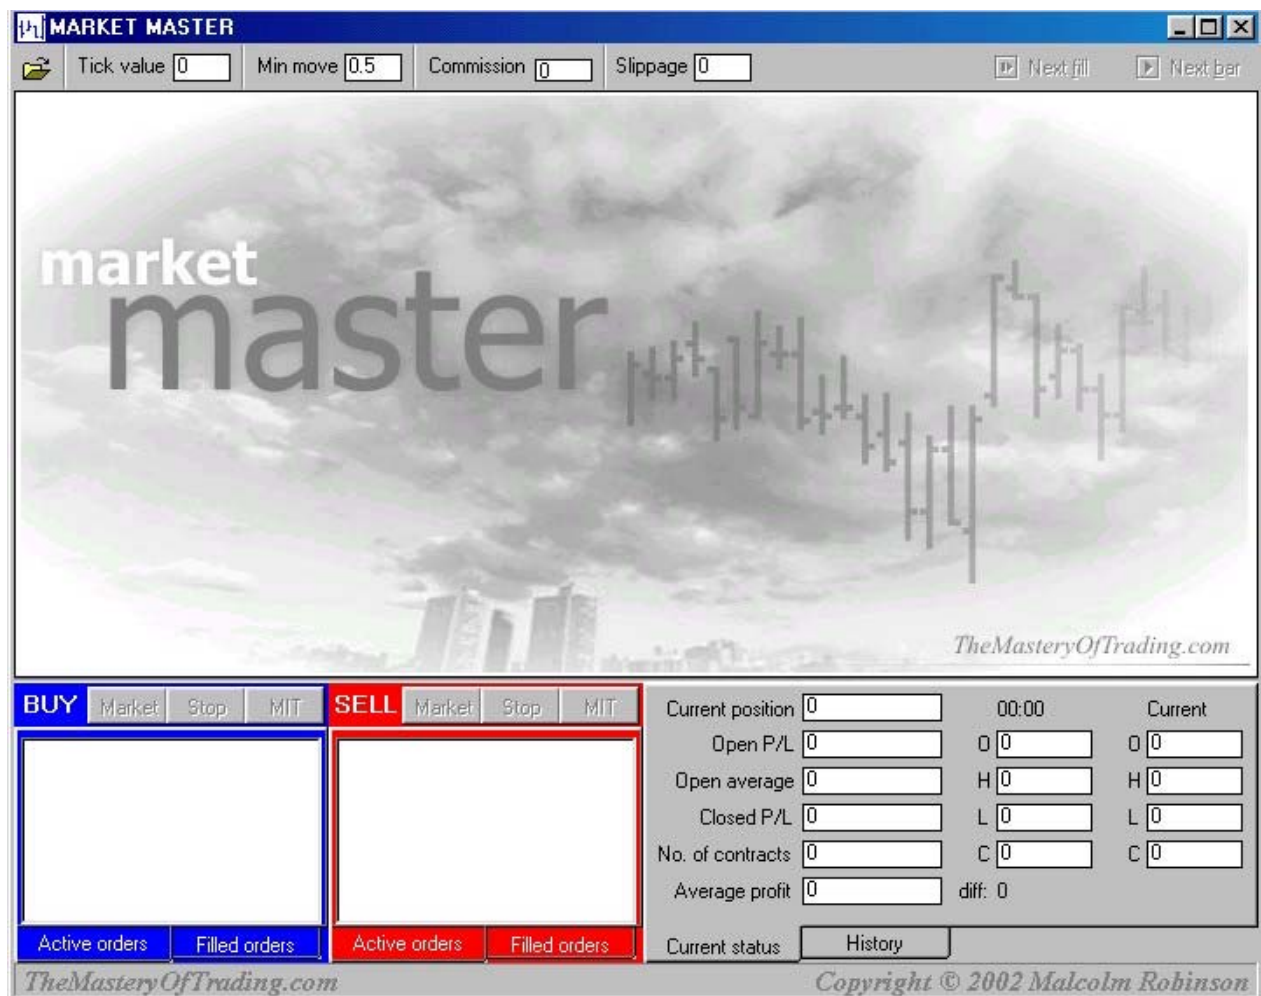 MARKET MASTER
Tick value 0 Min move 0.5 Commission 0 Slippage 0 Next fill Next bar
market
master
TheMasteryOfTrading.com
BUY Market Stop MIT SELL Market Stop MIT
Current position 0 00:00 Current
Open P/L 0 O 0 O 0
Open average 0 H 0 H 0
Closed P/L 0 L 0 L 0
No. of contracts 0 C 0 C 0
Average profit 0 diff: 0
Active orders Filled orders Active orders Filled orders Current status History
TheMasteryOfTrading.com Copyright © 2002 Malcolm Robinson